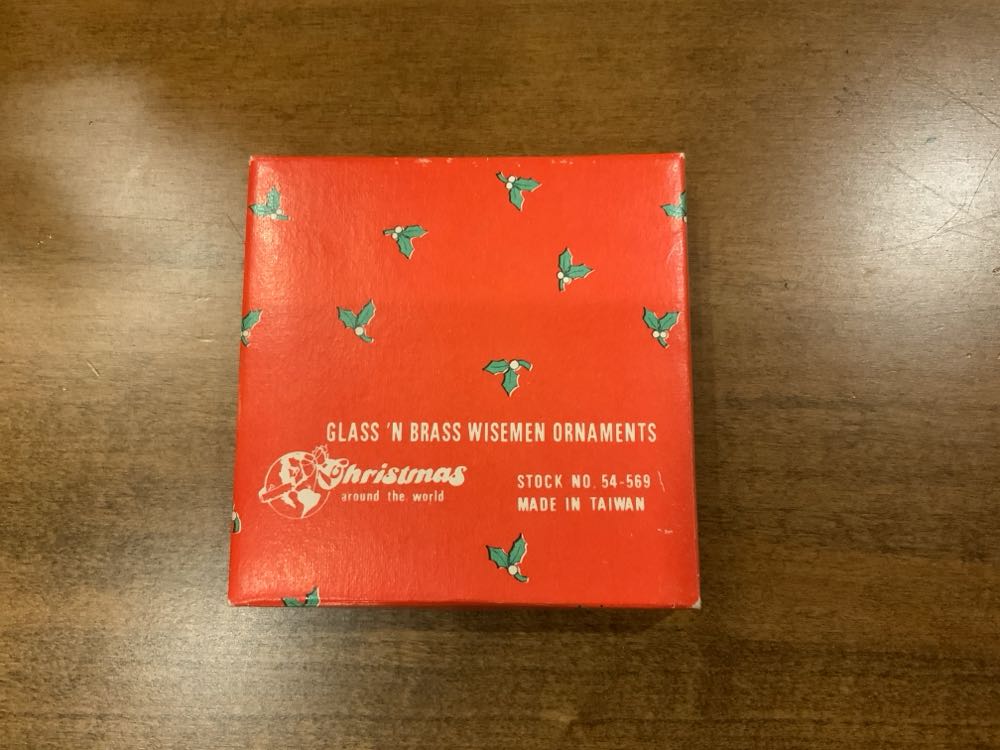 GLASS 'N BRASS WISEMEN ORNAMENTS
Christmas
around the world
STOCK NO. 54-569
MADE IN TAIWAN